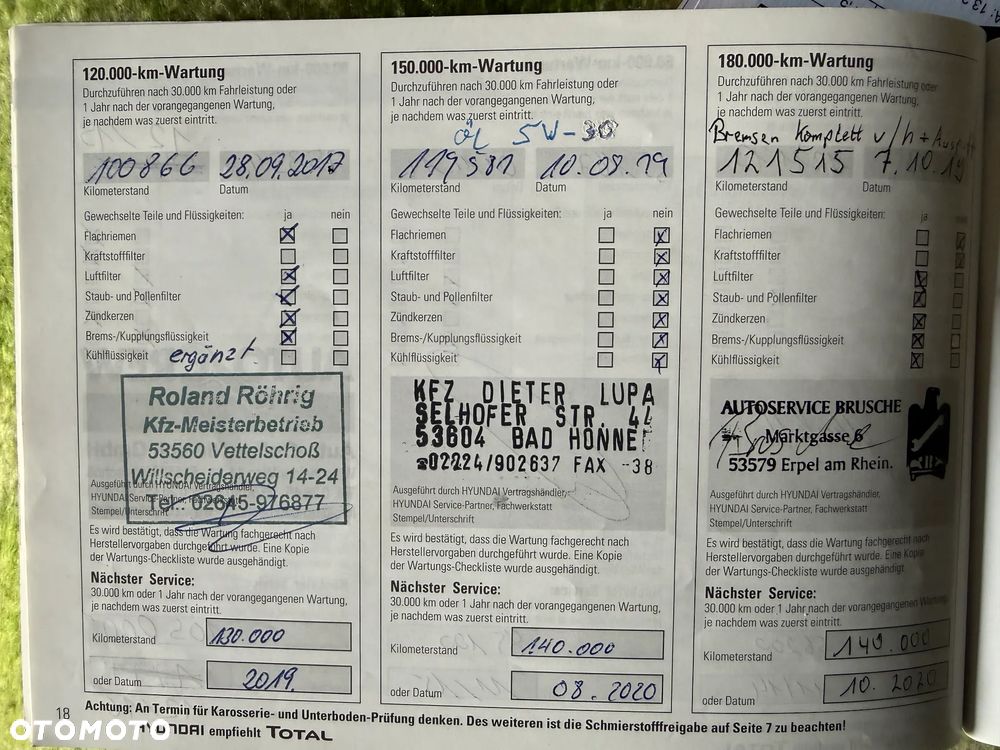 120.000-km-Wartung
Durchzuführen nach 30.000 km Fahrleistung oder
1 Jahr nach der vorangegangenen Wartung,
je nachdem was zuerst eintritt.
100866 28.09.2017
Kilometerstand Datum
Gewechselte Teile und Flüssigkeiten: ja nein
Flachriemen
Kraftstofffilter
Luftfilter
Staub- und Pollenfilter
Zündkerzen
Brems-/Kupplungsflüssigkeit
Kühlflüssigkeit ergänzt
Roland Röhrig
Kfz-Meisterbetrieb
53560 Vettelschoß
Willscheiderweg 14-24
Tel.: 02645-976877
Ausgeführt durch HYUNDAI Vertragshändler,
HYUNDAI Service-Partner, Fachwerkstatt
Stempel/Unterschrift
Es wird bestätigt, dass die Wartung fachgerecht nach
Herstellervorgaben durchgeführt wurde. Eine Kopie
der Wartungs-Checkliste wurde ausgehändigt.
Nächster Service:
30.000 km oder 1 Jahr nach der vorangegangenen Wartung,
je nachdem was zuerst eintritt.
Kilometerstand 130.000
oder Datum 2019.
150.000-km-Wartung
Durchzuführen nach 30.000 km Fahrleistung oder
1 Jahr nach der vorangegangenen Wartung,
je nachdem was zuerst eintritt.
ÖL 5W-30
119581 10.08.19
Kilometerstand Datum
Gewechselte Teile und Flüssigkeiten: ja nein
Flachriemen
Kraftstofffilter
Luftfilter
Staub- und Pollenfilter
Zündkerzen
Brems-/Kupplungsflüssigkeit
Kühlflüssigkeit
KFZ DIETER LUPA
SELHOFER STR. 44
53604 BAD HONNEF
☎02224/902637 FAX -38
Ausgeführt durch HYUNDAI Vertragshändler,
HYUNDAI Service-Partner, Fachwerkstatt
Stempel/Unterschrift
Es wird bestätigt, dass die Wartung fachgerecht nach
Herstellervorgaben durchgeführt wurde. Eine Kopie
der Wartungs-Checkliste wurde ausgehändigt.
Nächster Service:
30.000 km oder 1 Jahr nach der vorangegangenen Wartung,
je nachdem was zuerst eintritt.
Kilometerstand 140.000
oder Datum 08.2020
180.000-km-Wartung
Durchzuführen nach 30.000 km Fahrleistung oder
1 Jahr nach der vorangegangenen Wartung,
je nachdem was zuerst eintritt.
Bremsen Komplett v/h +
121515 7.10.19
Kilometerstand Datum
Gewechselte Teile und Flüssigkeiten: ja nein
Flachriemen
Kraftstofffilter
Luftfilter
Staub- und Pollenfilter
Zündkerzen
Brems-/Kupplungsflüssigkeit
Kühlflüssigkeit
AUTOSERVICE BRUSCHE
Marktgasse 6
53579 Erpel am Rhein.
Ausgeführt durch HYUNDAI Vertragshändler,
HYUNDAI Service-Partner, Fachwerkstatt
Stempel/Unterschrift
Es wird bestätigt, dass die Wartung fachgerecht nach
Herstellervorgaben durchgeführt wurde. Eine Kopie
der Wartungs-Checkliste wurde ausgehändigt.
Nächster Service:
30.000 km oder 1 Jahr nach der vorangegangenen Wartung,
je nachdem was zuerst eintritt.
Kilometerstand 140.000
oder Datum 10.2020
18 Achtung: An Termin für Karosserie- und Unterboden-Prüfung denken. Des weiteren ist die Schmierstofffreigabe auf Seite 7 zu beachten!
HYUNDAI empfiehlt TOTAL
OTOMOTO